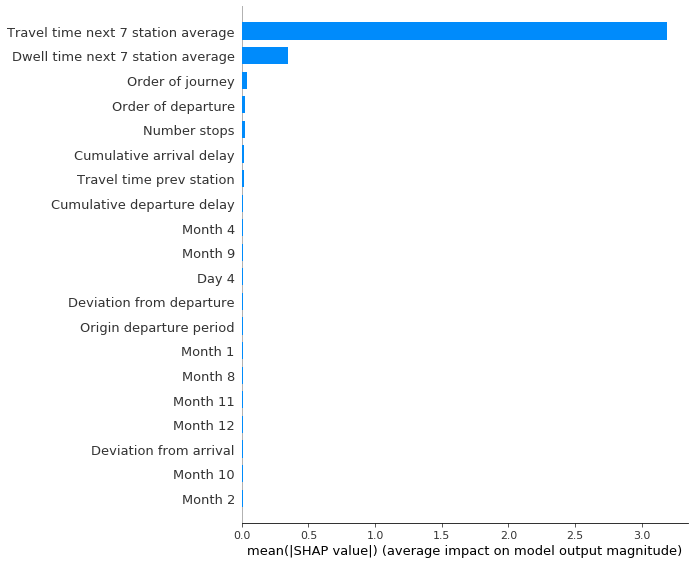 Travel time next 7 station average
Dwell time next 7 station average
Order of journey
Order of departure
Number stops
Cumulative arrival delay
Travel time prev station
Cumulative departure delay
Month 4
Month 9
Day 4
Deviation from departure
Origin departure period
Month 1
Month 8
Month 11
Month 12
Deviation from arrival
Month 10
Month 2
0.0 0.5 1.0 1.5 2.0 2.5 3.0
mean(|SHAP value|) (average impact on model output magnitude)